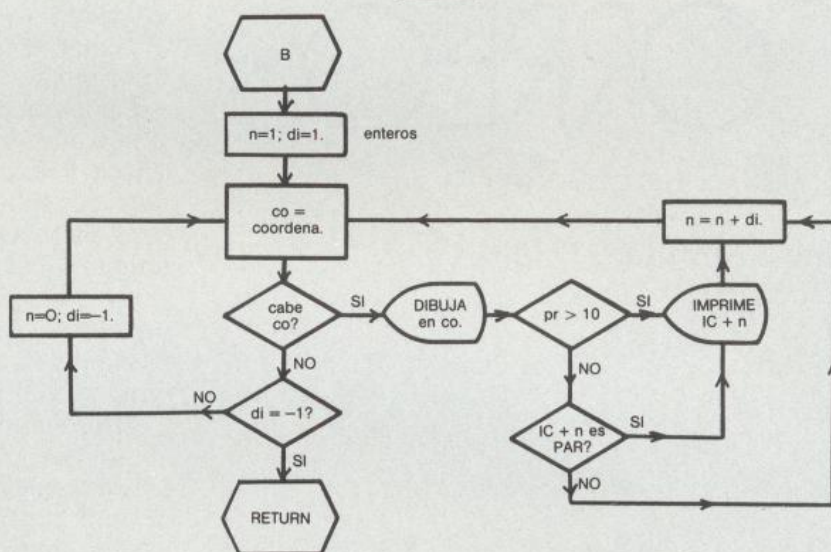 B
n=1; di=1.
enteros
co =
coordena.
n = n + di.
n=O; di=-1.
cabe
co?
SI
DIBUJA
en co.
pr > 10
SI
IMPRIME
IC + n
NO
NO
NO
di = -1?
IC + n es
PAR?
SI
SI
NO
RETURN